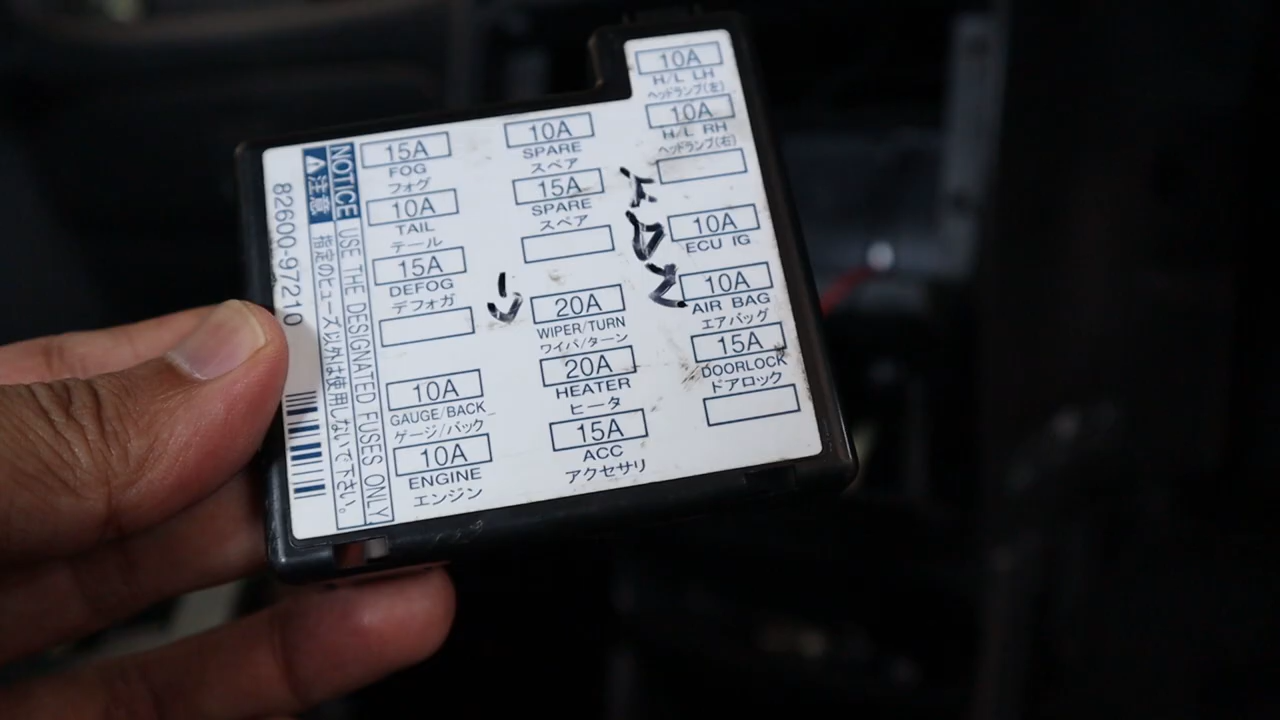 82600-97210
⚠注意 指定のヒューズ以外は使用しないで下さい。
NOTICE USE THE DESIGNATED FUSES ONLY
15A
FOG
フォグ
10A
TAIL
テール
15A
DEFOG
デフォガ
10A
GAUGE/BACK
ゲージ/バック
10A
ENGINE
エンジン
10A
SPARE
スペア
15A
SPARE
スペア
20A
WIPER/TURN
ワイパ/ターン
20A
HEATER
ヒータ
15A
ACC
アクセサリ
10A
H/L LH
ヘッドランプ(左)
10A
H/L RH
ヘッドランプ(右)
10A
ECU IG
10A
AIR BAG
エアバッグ
15A
DOORLOCK
ドアロック